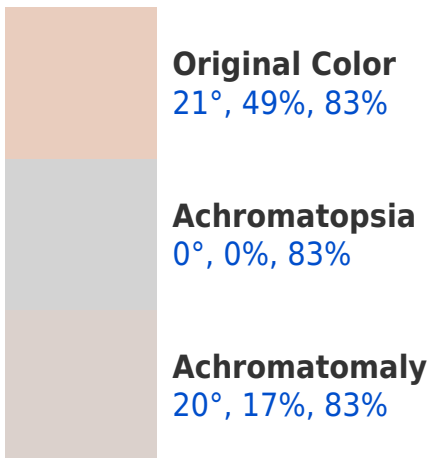 Original Color
21°, 49%, 83%
Achromatopsia
0°, 0%, 83%
Achromatomaly
20°, 17%, 83%